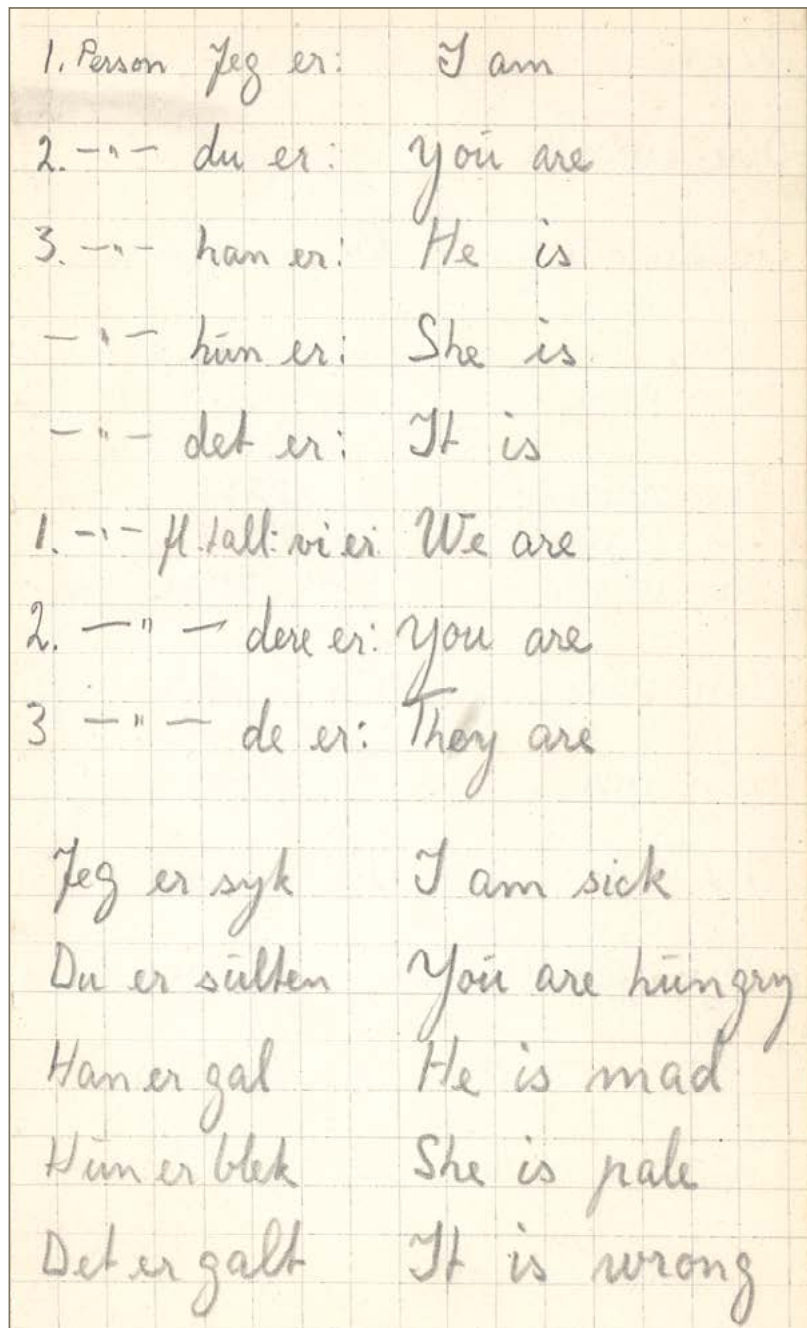 1. Person Jeg er: I am
2. —"— du er: You are
3. —"— han er: He is
—"— hun er: She is
—"— det er: It is
1. —"— fl.tall: vi er: We are
2. —"— dere er: You are
3 —"— de er: They are
Jeg er syk I am sick
Du er sulten You are hungry
Han er gal He is mad
Hun er blek She is pale
Det er galt It is wrong